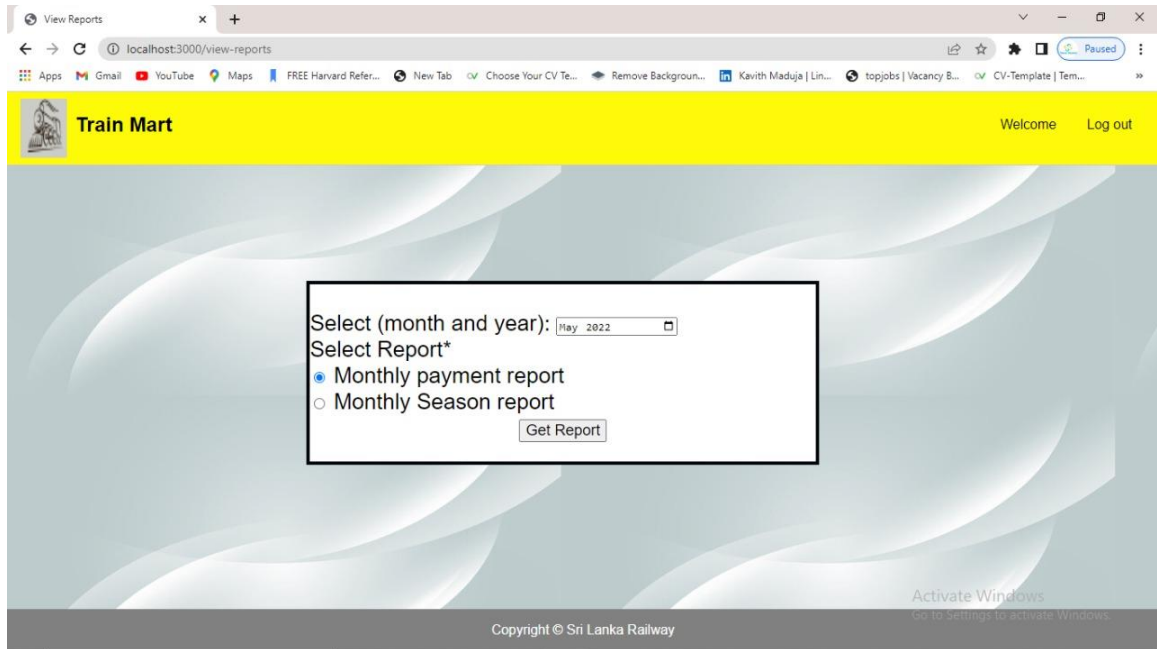 View Reports
localhost:3000/view-reports
Paused
Apps Gmail YouTube Maps FREE Harvard Refer... New Tab Choose Your CV Te... Remove Backgroun... Kavith Maduja | Lin... topjobs | Vacancy B... CV-Template | Tem...
Train Mart Welcome Log out
Select (month and year): May 2022
Select Report*
Monthly payment report
Monthly Season report
Get Report
Activate Windows
Go to Settings to activate Windows.
Copyright © Sri Lanka Railway